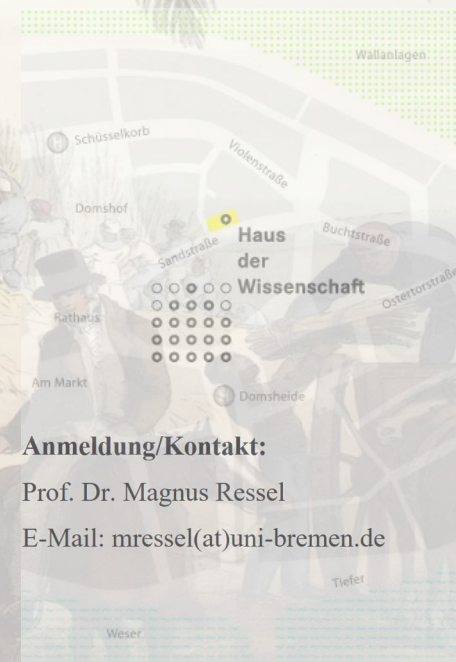 Wallanlagen
H Schüsselkorb
Violenstraße
Domshof
Sandstraße
Buchtstraße
Haus
der
Wissenschaft
Ostertorstraße
Rathaus
Am Markt
H Domsheide
Anmeldung/Kontakt:
Prof. Dr. Magnus Ressel
E-Mail: mressel(at)uni-bremen.de
Tiefer
Weser